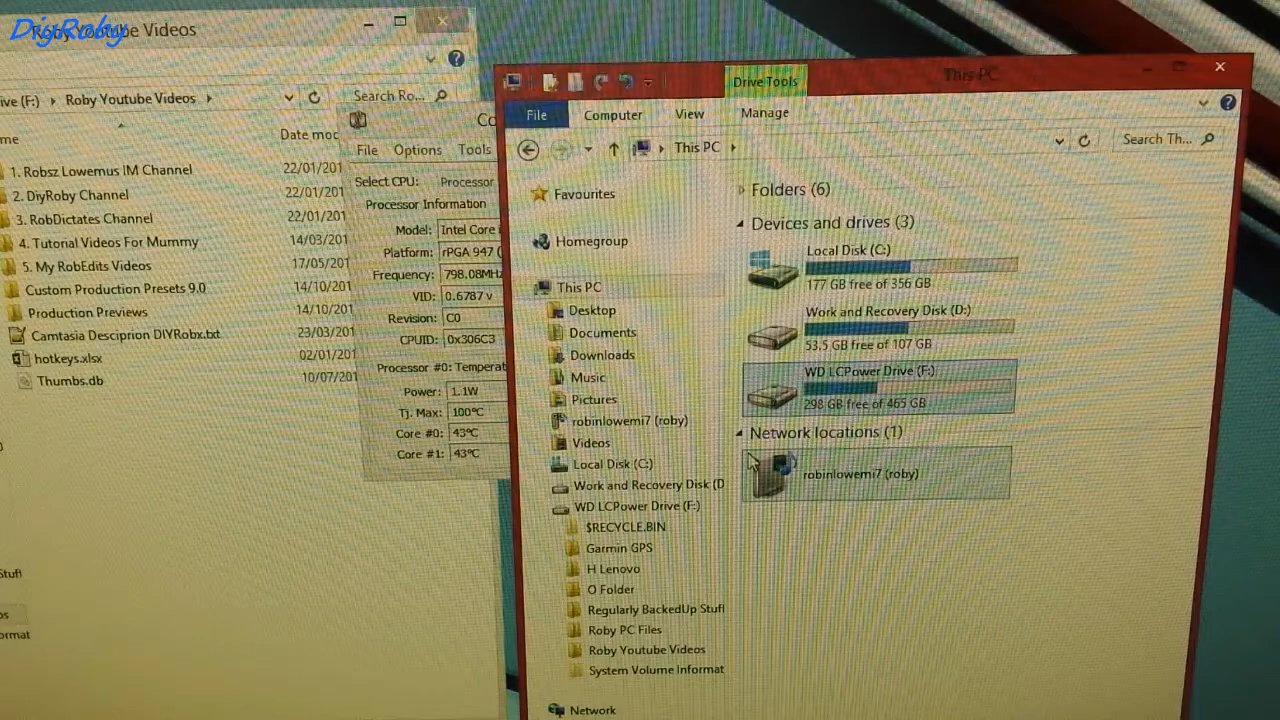 DiyRoby
Roby Youtube Videos
ive (F:)
Roby Youtube Videos
Search Ro...
me
Date mod
1. Robsz Lowemus IM Channel
22/01/201
2. DiyRoby Channel
22/01/201
3. RobDictates Channel
22/01/201
4. Tutorial Videos For Mummy
14/03/201
5. My RobEdits Videos
17/05/201
Custom Production Presets 9.0
14/10/201
Production Previews
14/10/201
Camtasia Descirption DIYRobx.txt
23/03/201
hotkeys.xlsx
02/01/201
Thumbs.db
10/07/201
Stuff
os
ormat
Co
File
Options
Tools
Select CPU:
Processor
Processor Information
Model:
Intel Core i
Platform:
rPGA 947 (
Frequency:
798.08MHz
VID:
0.6787 v
Revision:
C0
CPUID:
0x306C3
Processor #0: Temperat
Power:
1.1W
Tj. Max:
100°C
Core #0:
43°C
Core #1:
43°C
Drive Tools
This PC
File
Computer
View
Manage
This PC
Search Th...
Favourites
Homegroup
This PC
Desktop
Documents
Downloads
Music
Pictures
robinlowemi7 (roby)
Videos
Local Disk (C:)
Work and Recovery Disk (D
WD LCPower Drive (F:)
$RECYCLE.BIN
Garmin GPS
H Lenovo
O Folder
Regularly BackedUp Stuff
Roby PC Files
Roby Youtube Videos
System Volume Informat
Network
Folders (6)
Devices and drives (3)
Local Disk (C:)
177 GB free of 356 GB
Work and Recovery Disk (D:)
53.5 GB free of 107 GB
WD LCPower Drive (F:)
298 GB free of 465 GB
Network locations (1)
robinlowemi7 (roby)